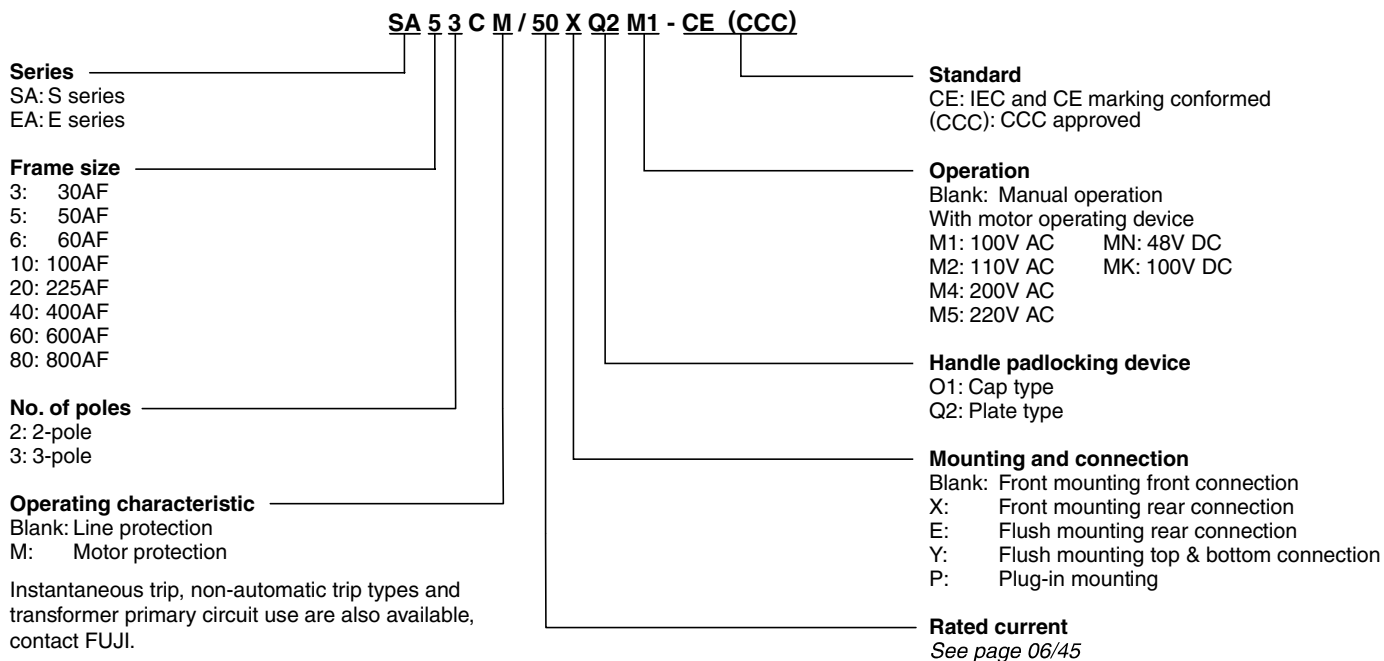 SA 5 3 C M / 50 X Q2 M1 - CE (CCC)
Series
SA: S series
EA: E series
Frame size
3: 30AF
5: 50AF
6: 60AF
10: 100AF
20: 225AF
40: 400AF
60: 600AF
80: 800AF
No. of poles
2: 2-pole
3: 3-pole
Operating characteristic
Blank: Line protection
M: Motor protection
Instantaneous trip, non-automatic trip types and
transformer primary circuit use are also available,
contact FUJI.
Standard
CE: IEC and CE marking conformed
(CCC): CCC approved
Operation
Blank: Manual operation
With motor operating device
M1: 100V AC MN: 48V DC
M2: 110V AC MK: 100V DC
M4: 200V AC
M5: 220V AC
Handle padlocking device
O1: Cap type
Q2: Plate type
Mounting and connection
Blank: Front mounting front connection
X: Front mounting rear connection
E: Flush mounting rear connection
Y: Flush mounting top & bottom connection
P: Plug-in mounting
Rated current
See page 06/45